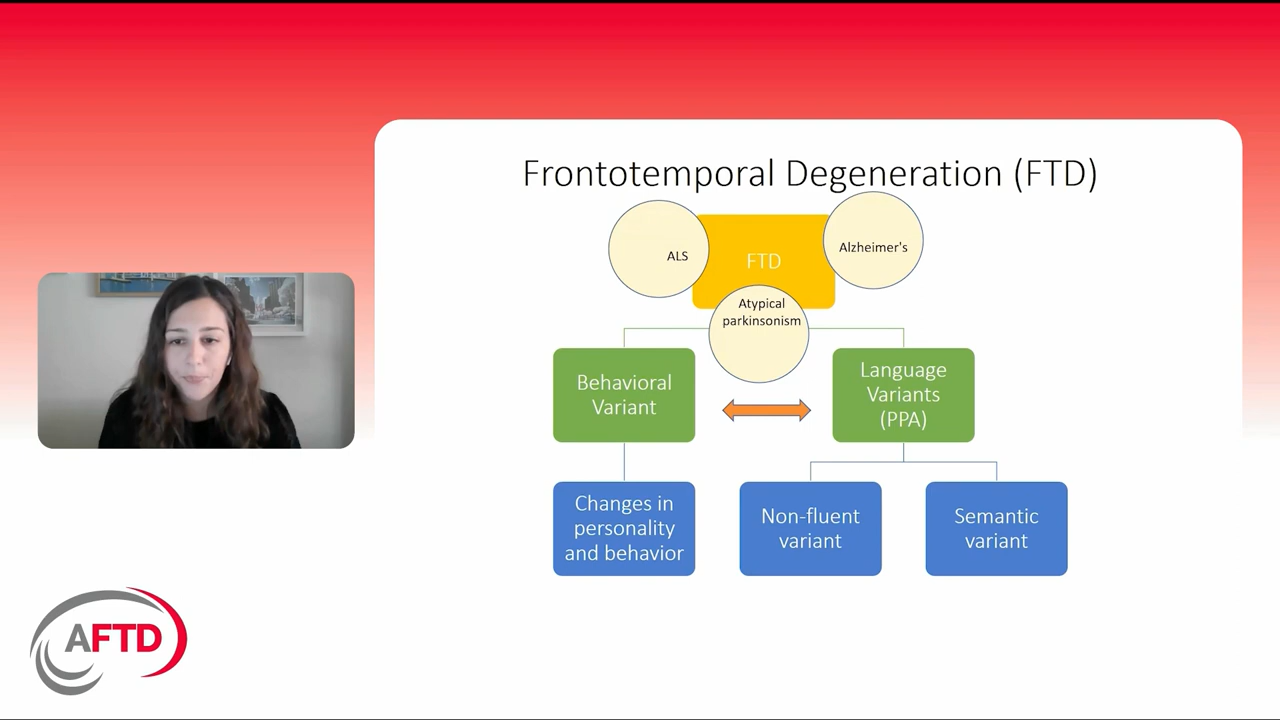 Frontotemporal Degeneration (FTD)
ALS
FTD
Alzheimer's
Atypical
parkinsonism
Behavioral
Variant
Language
Variants
(PPA)
Changes in
personality
and behavior
Non-fluent
variant
Semantic
variant
AFTD